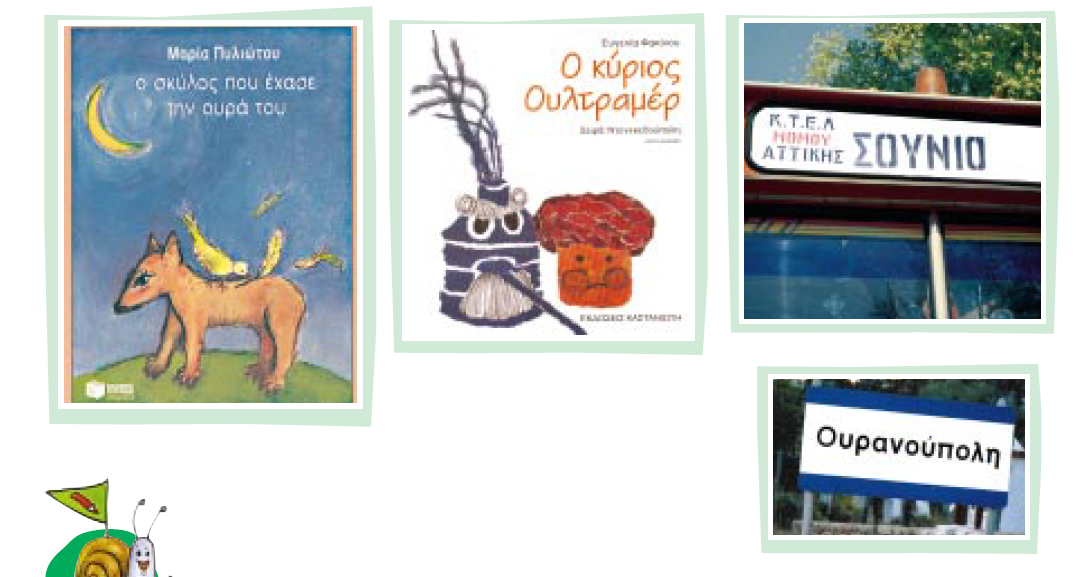 Μαρία Πυλιώτου
ο σκύλος που έχασε
την ουρά του
Ευγενία Φακίνου
Ο κύριος
Ουλτραμέρ
ΕΚΔΟΣΕΙΣ ΚΑΣΤΑΝΙΩΤΗ
Κ.Τ.Ε.Λ
ΝΟΜΟΥ
ΑΤΤΙΚΗΣ
ΣΟΥΝΙΟ
Ουρανούπολη